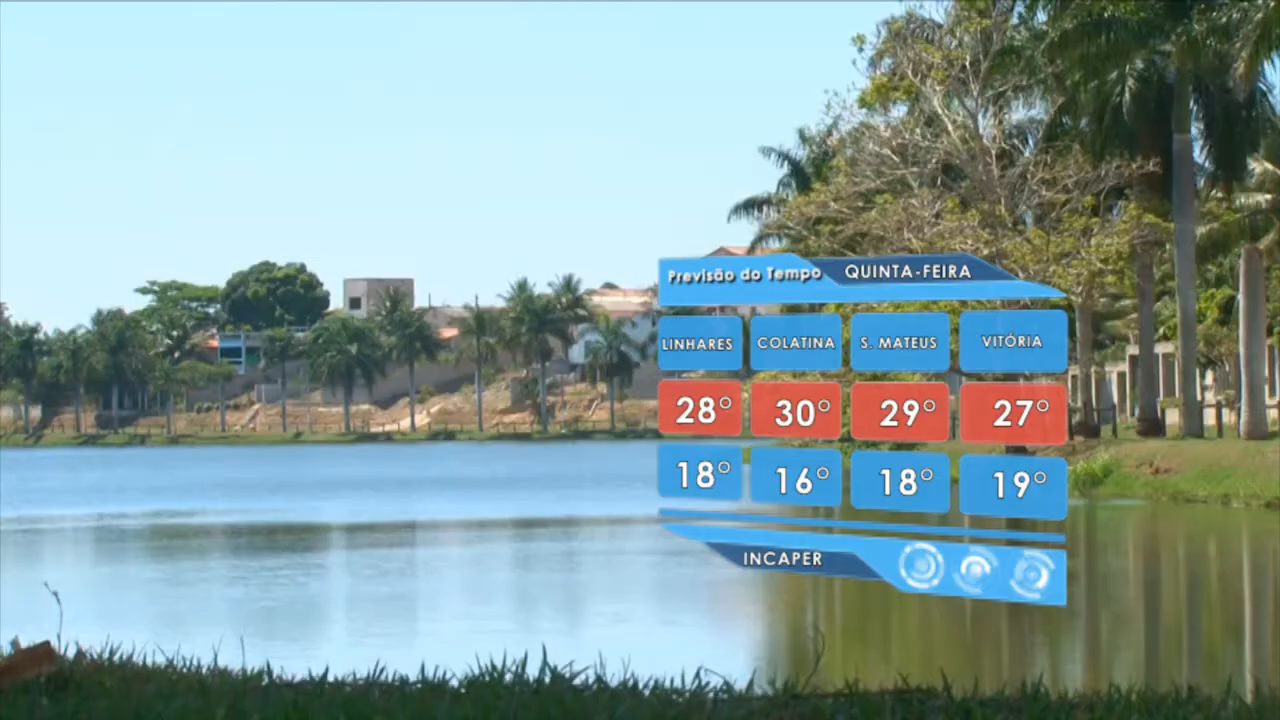 Previsão do Tempo QUINTA-FEIRA
LINHARES COLATINA S. MATEUS VITÓRIA
28° 30° 29° 27°
18° 16° 18° 19°
INCAPER